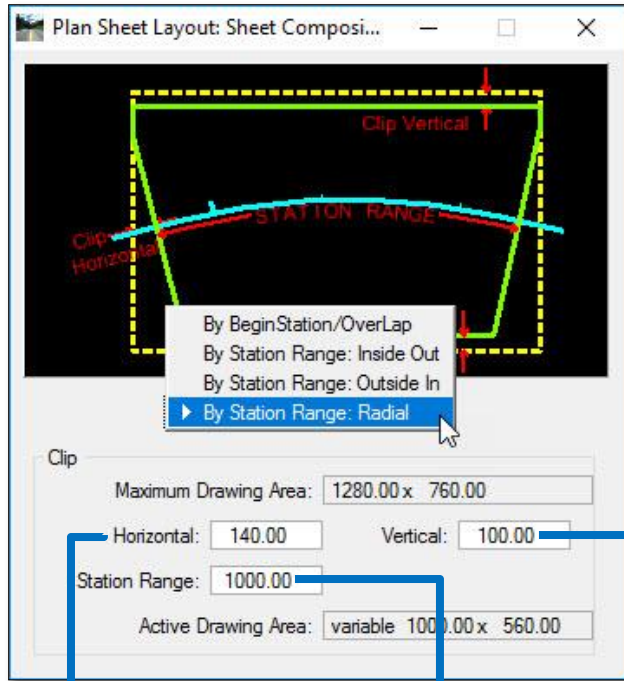 Plan Sheet Layout: Sheet Composi...
Clip Vertical
STATION RANGE
Clip
Horizontal
By BeginStation/OverLap
By Station Range: Inside Out
By Station Range: Outside In
By Station Range: Radial
Clip
Maximum Drawing Area: 1280.00 x 760.00
Horizontal: 140.00 Vertical: 100.00
Station Range: 1000.00
Active Drawing Area: variable 1000.00 x 560.00